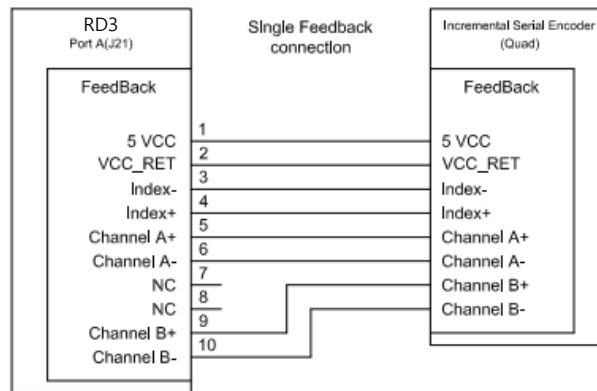 RD3
Port A(J21)
SIngle Feedback
connection
Incremental Serial Encoder
(Quad)
FeedBack
FeedBack
1
5 VCC
5 VCC
2
VCC_RET
VCC_RET
3
Index-
Index-
4
Index+
Index+
5
Channel A+
Channel A+
6
Channel A-
Channel A-
7
NC
Channel B+
8
NC
Channel B-
9
Channel B+
10
Channel B-